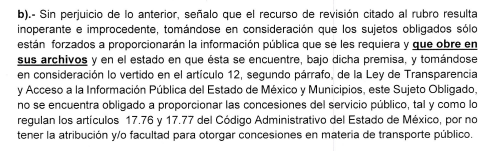 b).- Sin perjuicio de lo anterior, señalo que el recurso de revisión citado al rubro resulta
inoperante e improcedente, tomándose en consideración que los sujetos obligados sólo
están forzados a proporcionarán la información pública que se les requiera y que obre en
sus archivos y en el estado en que ésta se encuentre, bajo dicha premisa, y tomándose
en consideración lo vertido en el artículo 12, segundo párrafo, de la Ley de Transparencia
y Acceso a la Información Pública del Estado de México y Municipios, este Sujeto Obligado,
no se encuentra obligado a proporcionar las concesiones del servicio público, tal y como lo
regulan los artículos 17.76 y 17.77 del Código Administrativo del Estado de México, por no
tener la atribución y/o facultad para otorgar concesiones en materia de transporte público.